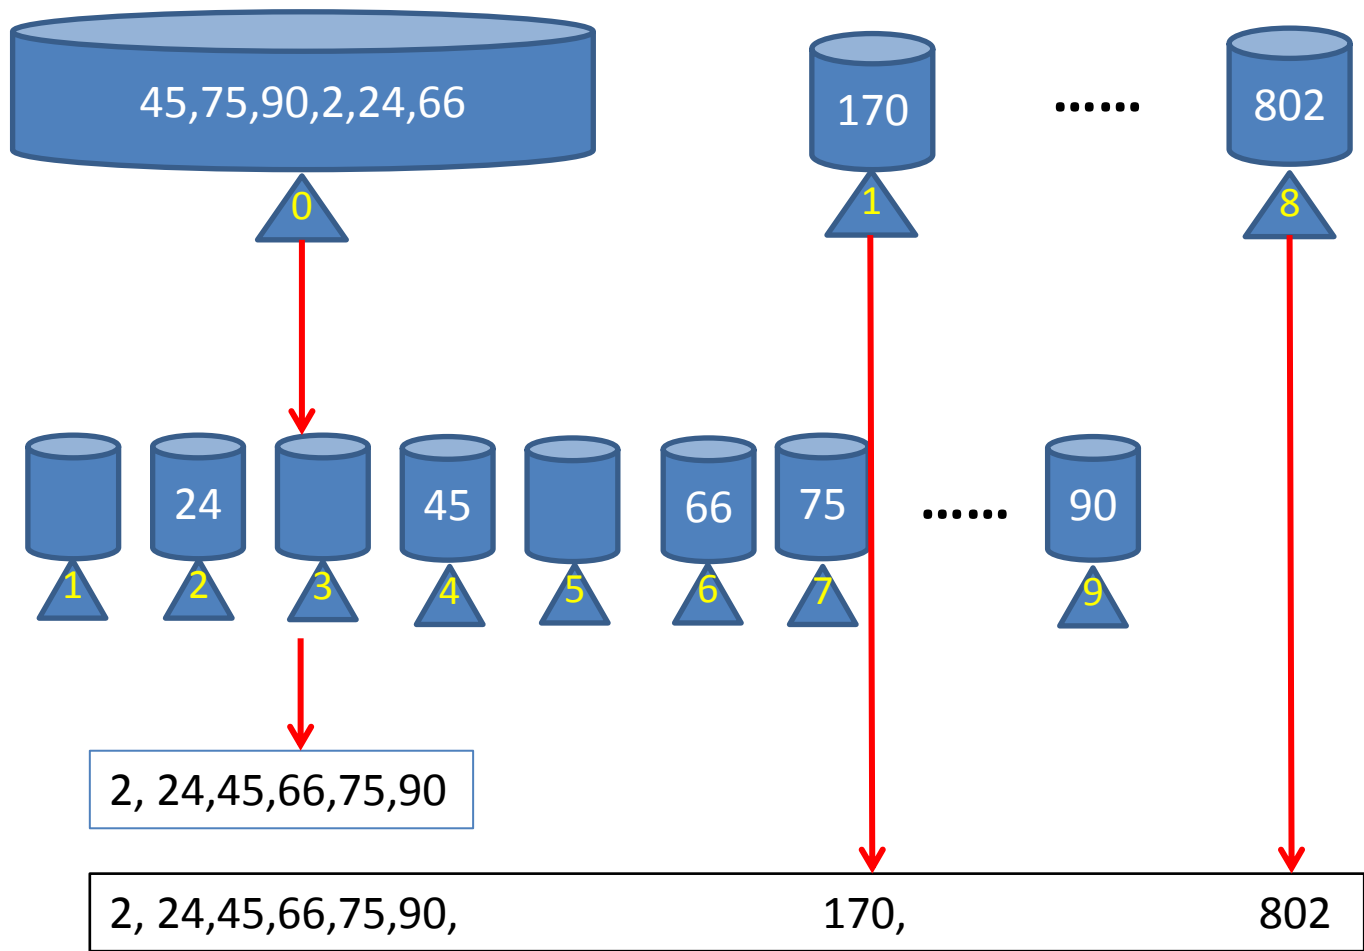 45,75,90,2,24,66 170 ...... 802
0 1 8
24 45 66 75 ...... 90
1 2 3 4 5 6 7 9
2, 24,45,66,75,90
2, 24,45,66,75,90, 170, 802